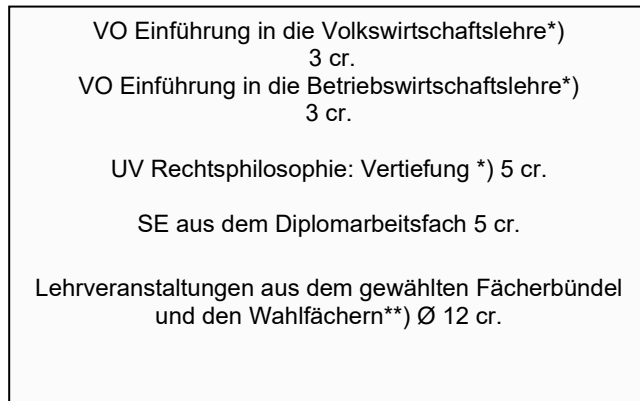 VO Einführung in die Volkswirtschaftslehre*)
3 cr.
VO Einführung in die Betriebswirtschaftslehre*)
3 cr.
UV Rechtsphilosophie: Vertiefung *) 5 cr.
SE aus dem Diplomarbeitsfach 5 cr.
Lehrveranstaltungen aus dem gewählten Fächerbündel
und den Wahlfächern**) Ø 12 cr.